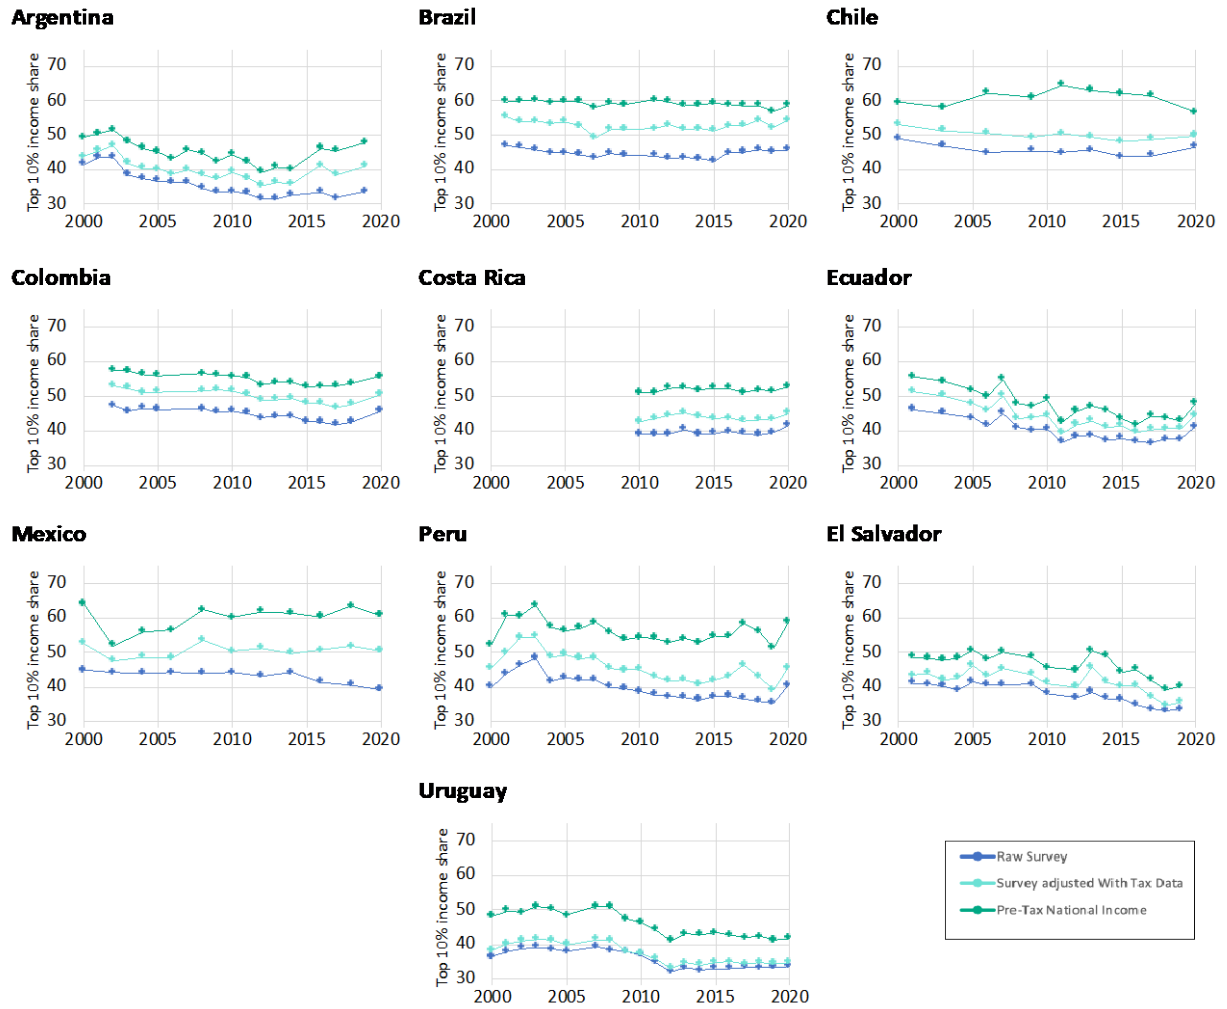 Argentina
Brazil
Chile
Top 10% income share
70
60
50
40
30
2000 2005 2010 2015 2020
Top 10% income share
70
60
50
40
30
2000 2005 2010 2015 2020
Top 10% income share
70
60
50
40
30
2000 2005 2010 2015 2020
Colombia
Costa Rica
Ecuador
Top 10% income share
70
60
50
40
30
2000 2005 2010 2015 2020
Top 10% income share
70
60
50
40
30
2000 2005 2010 2015 2020
Top 10% income share
70
60
50
40
30
2000 2005 2010 2015 2020
Mexico
Peru
El Salvador
Top 10% income share
70
60
50
40
30
2000 2005 2010 2015 2020
Top 10% income share
70
60
50
40
30
2000 2005 2010 2015 2020
Top 10% income share
70
60
50
40
30
2000 2005 2010 2015 2020
Uruguay
Top 10% income share
70
60
50
40
30
2000 2005 2010 2015 2020
Raw Survey
Survey adjusted With Tax Data
Pre-Tax National Income